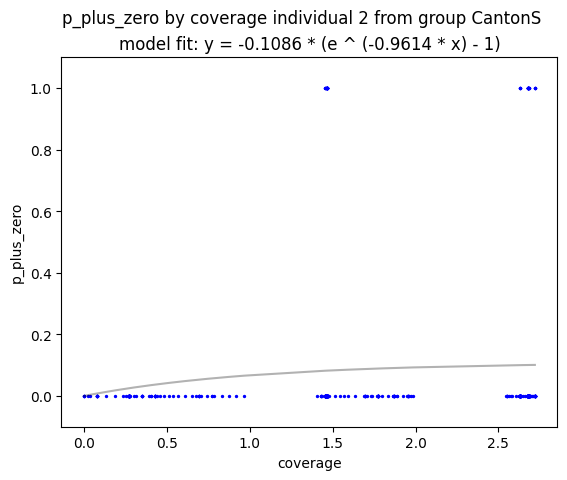 p_plus_zero by coverage individual 2 from group CantonS
model fit: y = -0.1086 * (e ^ (-0.9614 * x) - 1)
1.0
0.8
0.6
0.4
0.2
0.0
p_plus_zero
0.0 0.5 1.0 1.5 2.0 2.5
coverage